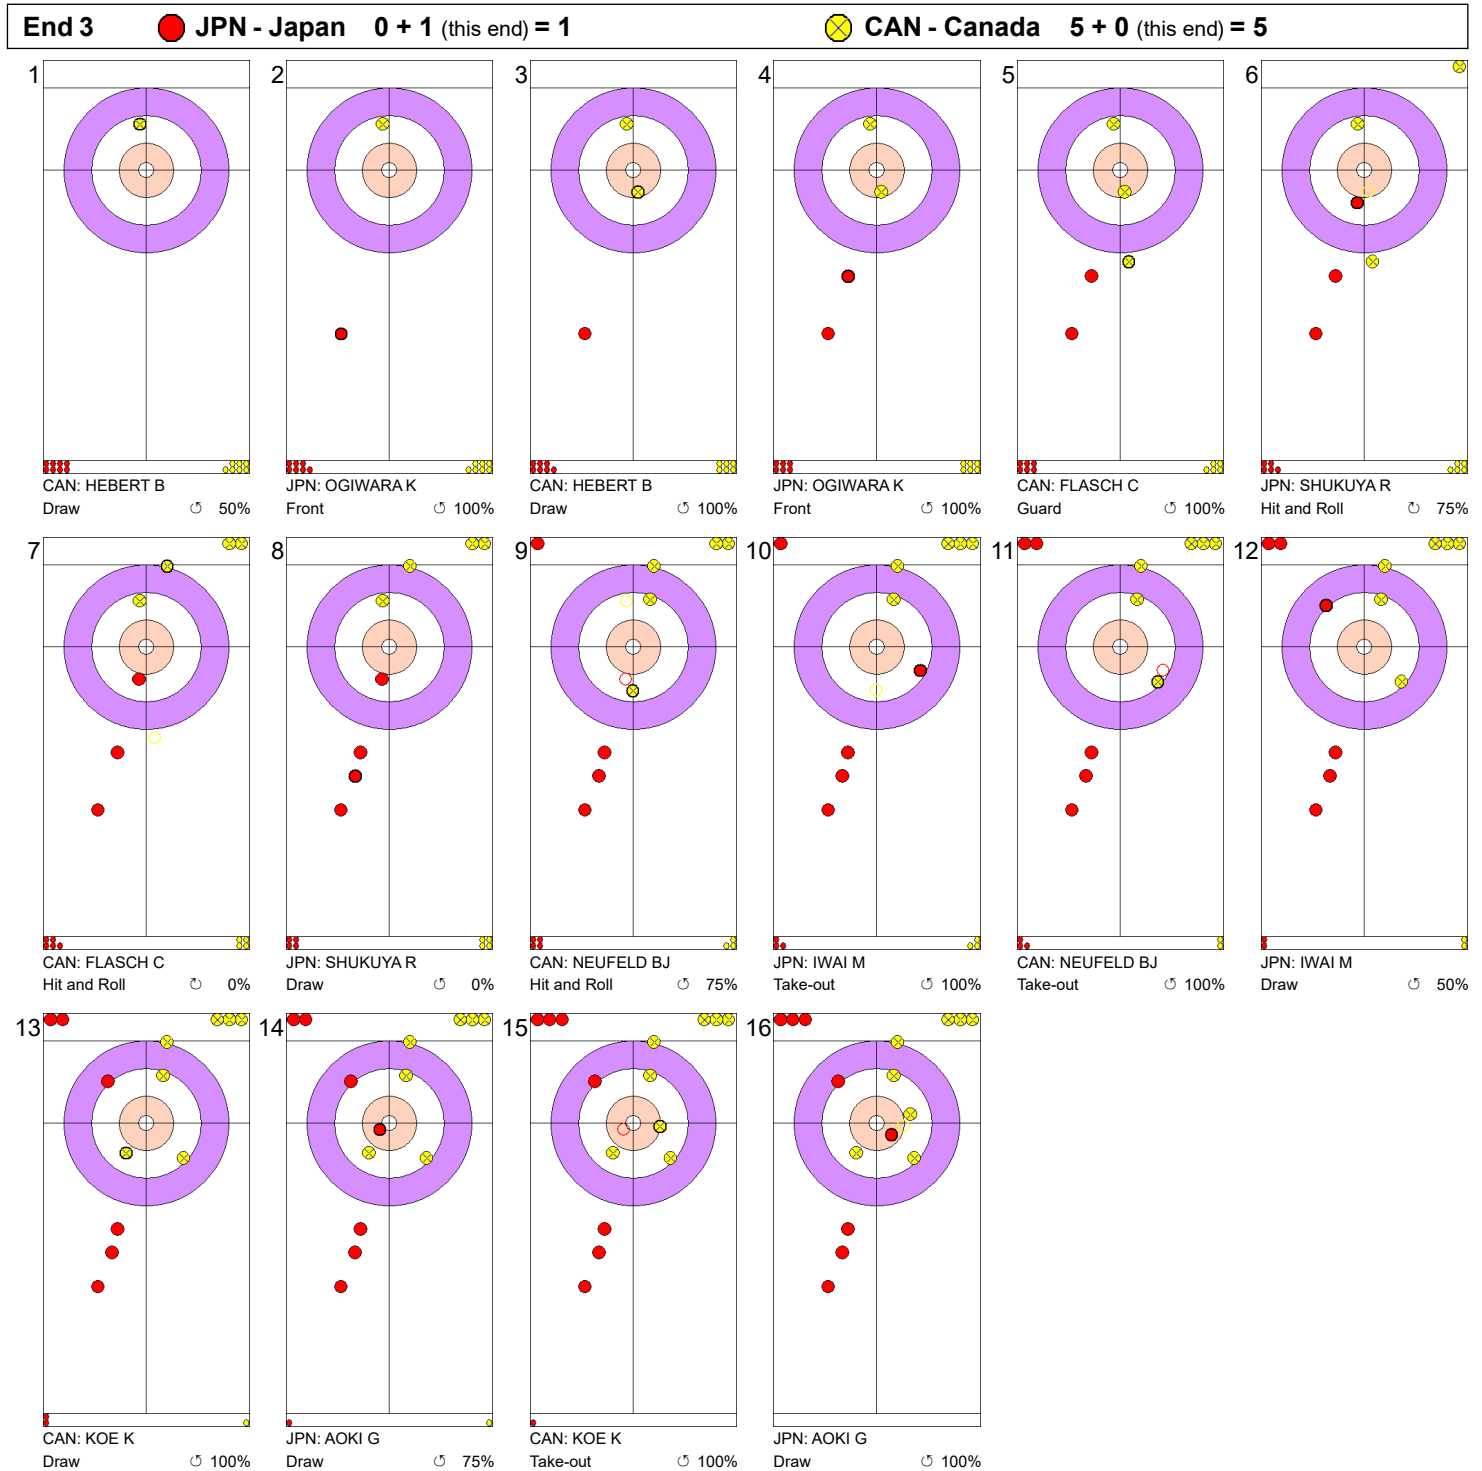 End 3 JPN - Japan 0 + 1 (this end) = 1 CAN - Canada 5 + 0 (this end) = 5
1 2 3 4 5 6
CAN: HEBERT B JPN: OGIWARA K CAN: HEBERT B JPN: OGIWARA K CAN: FLASCH C JPN: SHUKUYA R
Draw ↺ 50% Front ↺ 100% Draw ↺ 100% Front ↺ 100% Guard ↺ 100% Hit and Roll ↻ 75%
7 8 9 10 11 12
CAN: FLASCH C JPN: SHUKUYA R CAN: NEUFELD BJ JPN: IWAI M CAN: NEUFELD BJ JPN: IWAI M
Hit and Roll ↻ 0% Draw ↺ 0% Hit and Roll ↺ 75% Take-out ↺ 100% Take-out ↺ 100% Draw ↺ 50%
13 14 15 16
CAN: KOE K JPN: AOKI G CAN: KOE K JPN: AOKI G
Draw ↺ 100% Draw ↺ 75% Take-out ↺ 100% Draw ↺ 100%